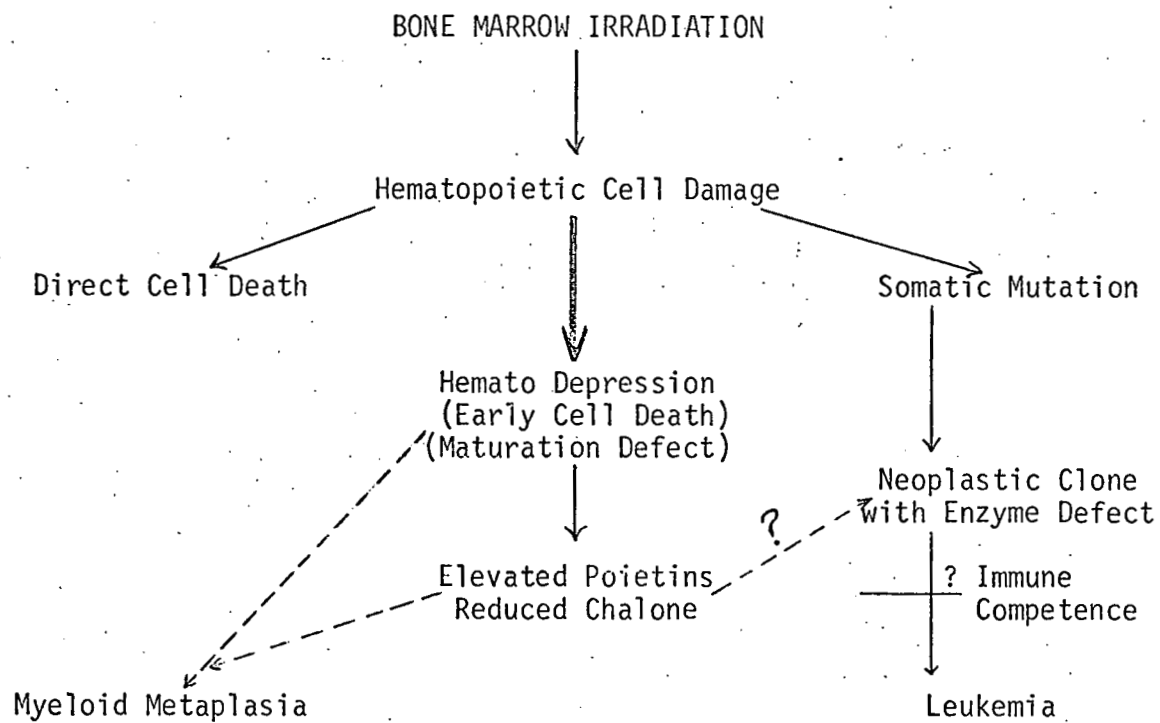 BONE MARROW IRRADIATION
Hematopoietic Cell Damage
Direct Cell Death
Somatic Mutation
Hemato Depression
(Early Cell Death)
(Maturation Defect)
Neoplastic Clone
with Enzyme Defect
?
Elevated Poietins
Reduced Chalone
? Immune
Competence
Myeloid Metaplasia
Leukemia